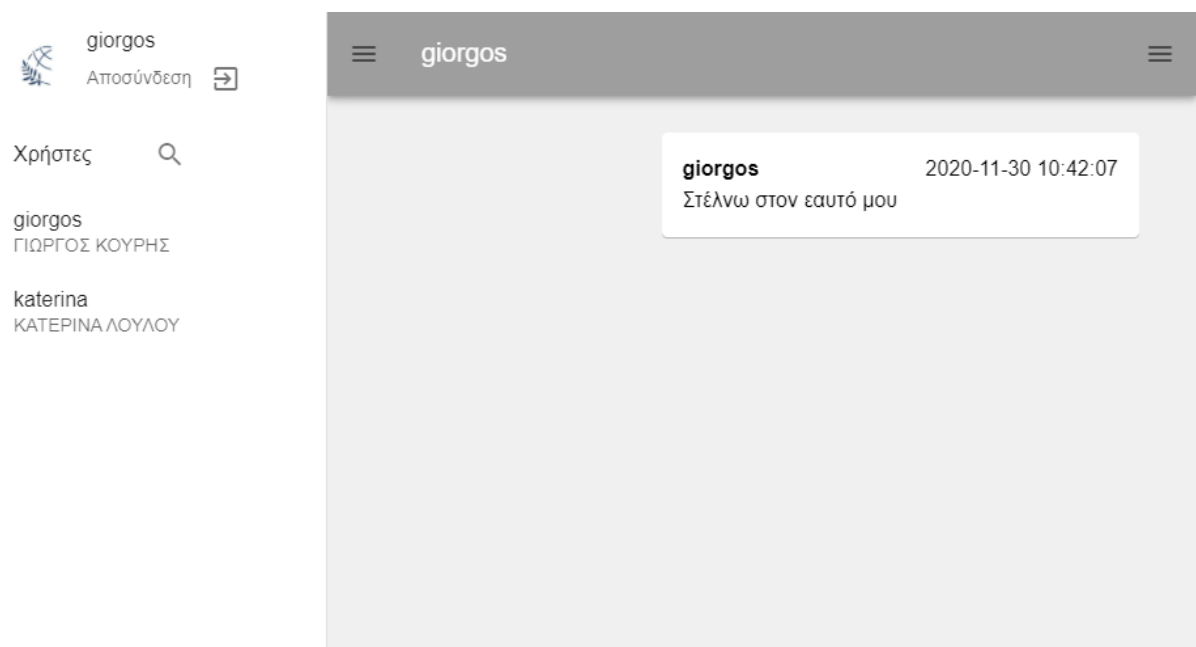 giorgos
Αποσύνδεση
Χρήστες
giorgos
ΓΙΩΡΓΟΣ ΚΟΥΡΗΣ
katerina
ΚΑΤΕΡΙΝΑ ΛΟΥΛΟΥ
giorgos
giorgos 2020-11-30 10:42:07
Στέλνω στον εαυτό μου